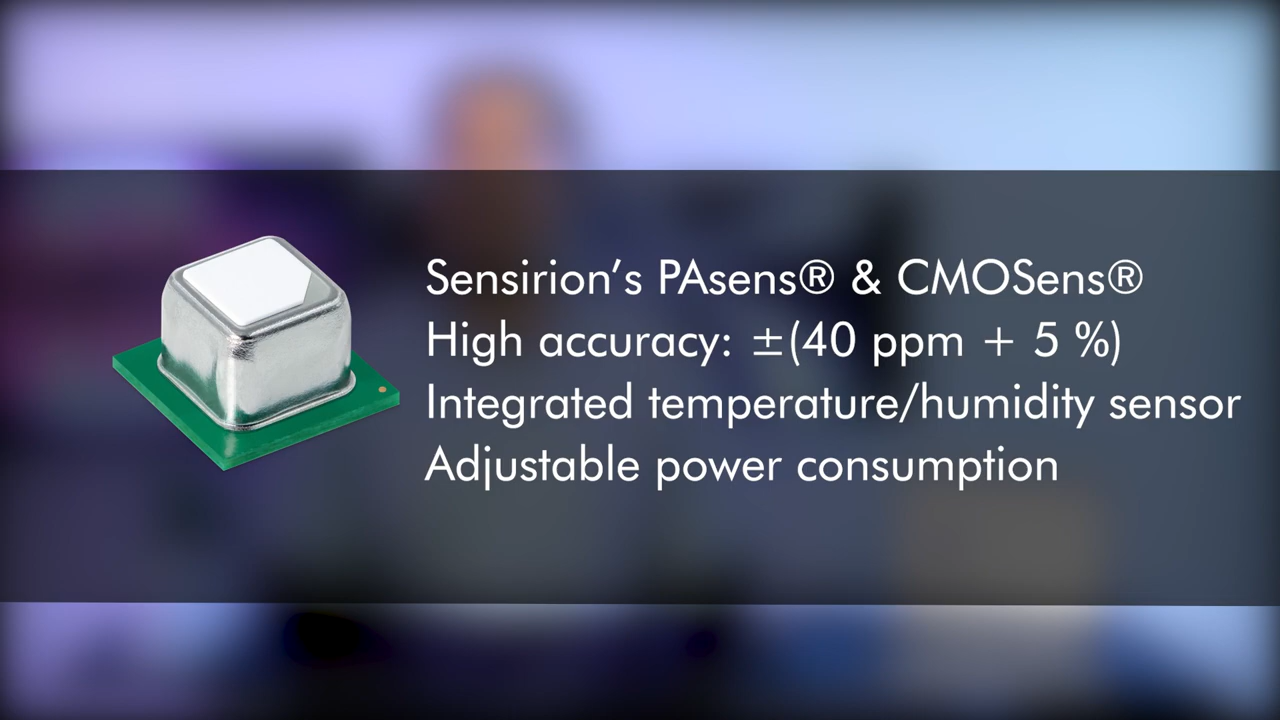 Sensirion’s PAsens® & CMOSens®
High accuracy: ±(40 ppm + 5 %)
Integrated temperature/humidity sensor
Adjustable power consumption